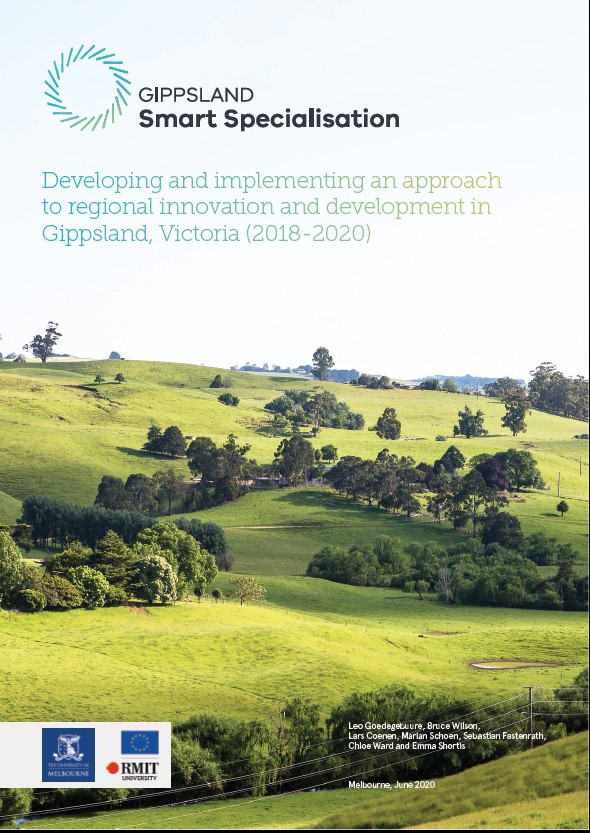 GIPPSLAND
Smart Specialisation
Developing and implementing an approach
to regional innovation and development in
Gippsland, Victoria (2018-2020)
Leo Goedegebuure, Bruce Wilson,
Lars Coenen, Marian Schoen, Sebastian Fastenrath,
Chloe Ward and Emma Shortis
THE UNIVERSITY OF
MELBOURNE
RMIT
UNIVERSITY
Melbourne, June 2020